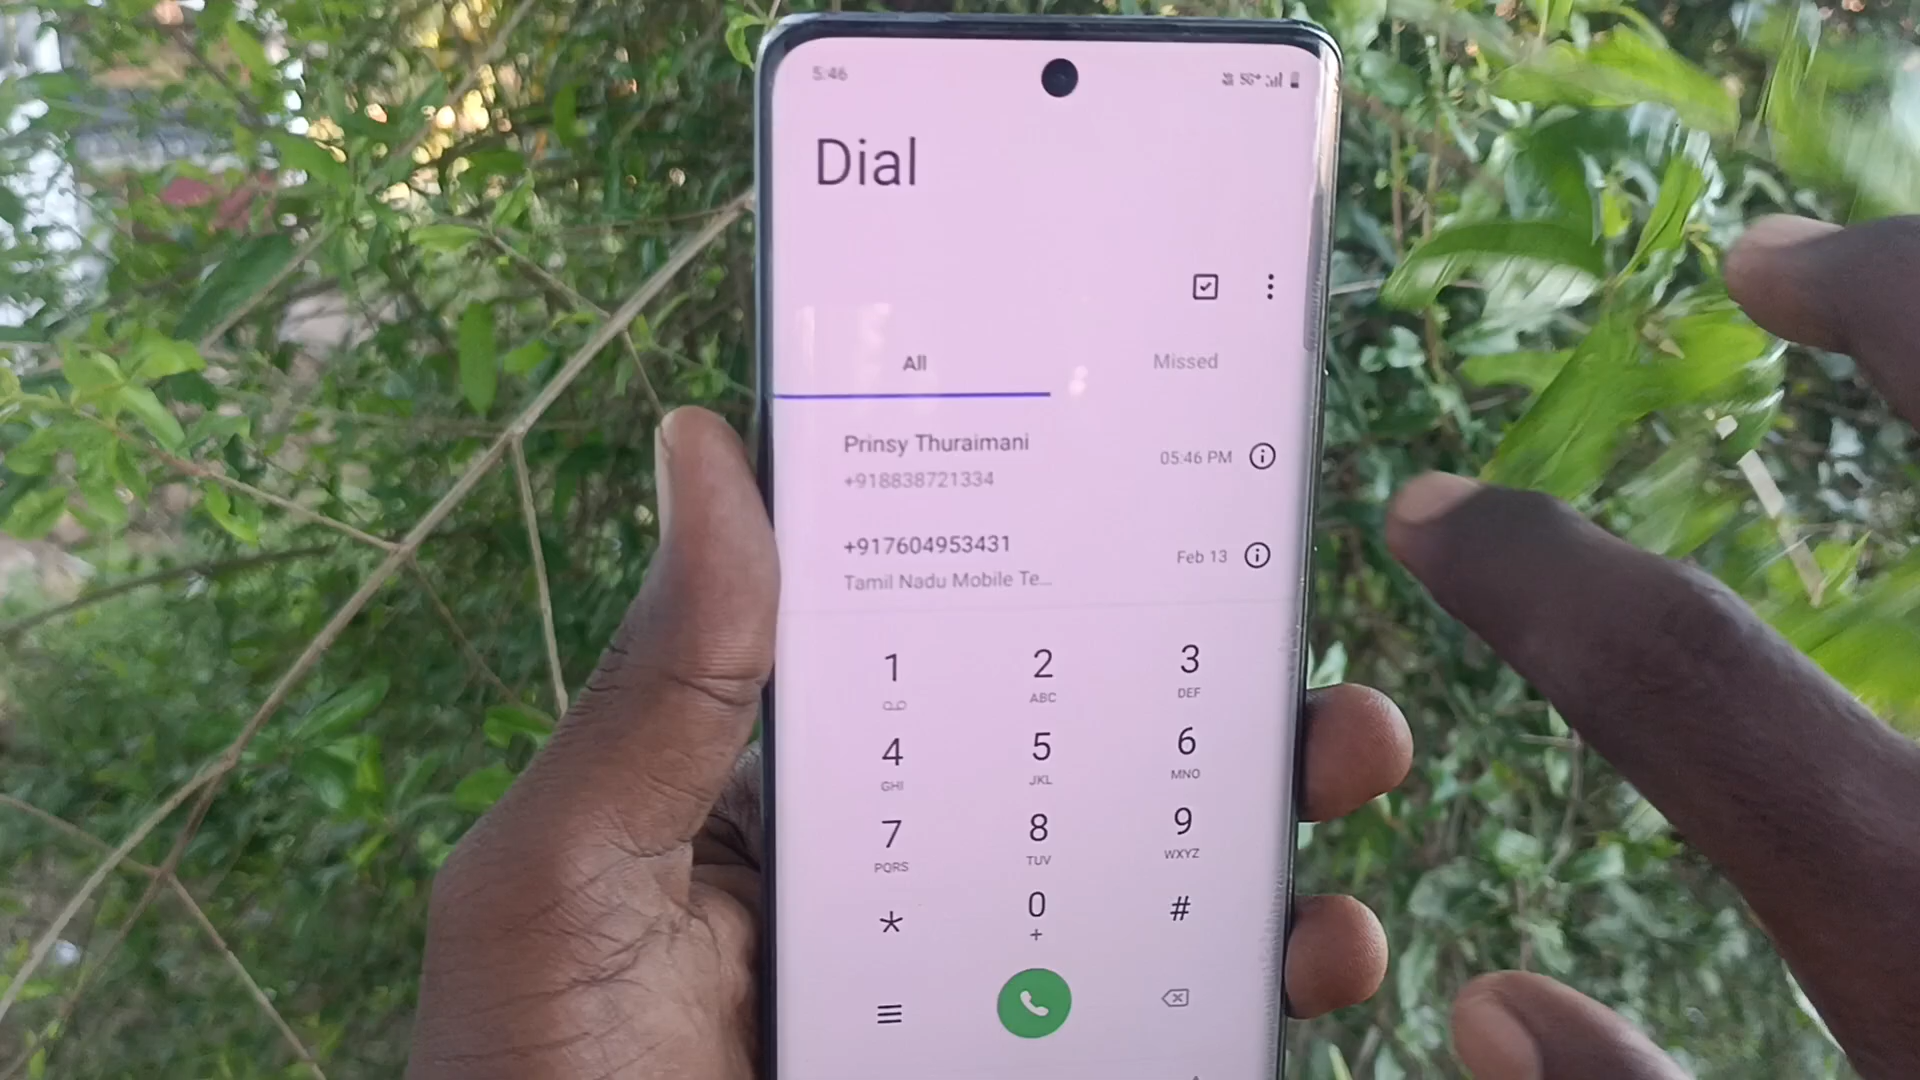 5:46
5G+
Dial
All Missed
Prinsy Thuraimani
+918838721334
05:46 PM
+917604953431
Tamil Nadu Mobile Te...
Feb 13
1 2 3
ABC DEF
4 5 6
GHI JKL MNO
7 8 9
PQRS TUV WXYZ
* 0 #
+